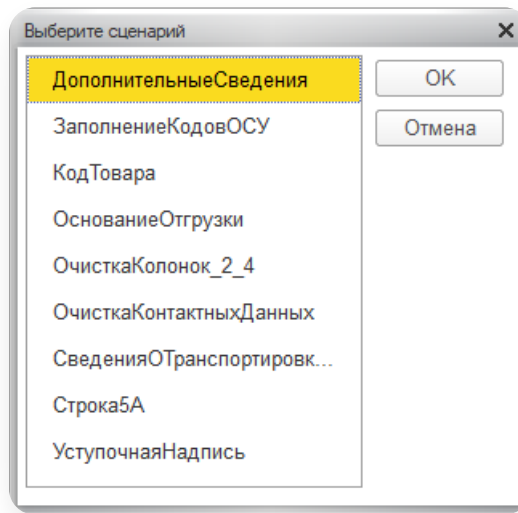 Выберите сценарий
ДополнительныеСведения
OK
ЗаполнениеКодовОСУ
Отмена
КодТовара
ОснованиеОтгрузки
ОчисткаКолонок_2_4
ОчисткаКонтактныхДанных
СведенияОТранспортировк...
Строка5А
УступочнаяНадпись